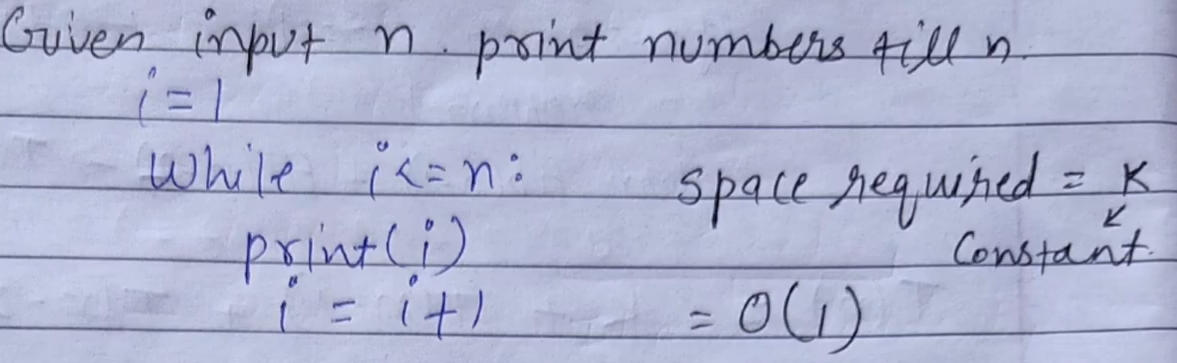 Given input n. print numbers till n.
i = 1
While i <= n:
space required = K
print(i)
Constant.
i = i+1
= O(1)